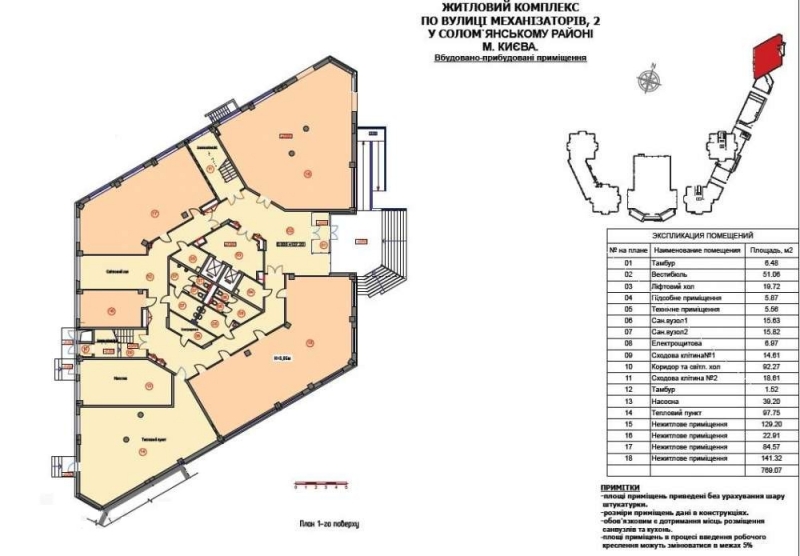 ЖИТЛОВИЙ КОМПЛЕКС
ПО ВУЛИЦІ МЕХАНІЗАТОРІВ, 2
У СОЛОМ`ЯНСЬКОМУ РАЙОНІ
М. КИЄВА.
Вбудовано-прибудовані приміщення
ЭКСПЛИКАЦИЯ ПОМЕЩЕНИЙ
№ на плане Наименование помещения Площадь, м2
01 Тамбур 6.48
02 Вестибюль 51.06
03 Ліфтовий хол 19.72
04 Підсобне приміщення 5.87
05 Технічне приміщення 5.56
06 Сан.вузол1 15.63
07 Сан.вузол2 15.82
08 Електрощитова 6.97
09 Сходова клітина№1 14.61
10 Коридор та світл. хол 92.27
11 Сходова клітина №2 18.61
12 Тамбур 1.52
13 Насосна 39.20
14 Тепловий пункт 97.75
15 Нежитлове приміщення 129.20
16 Нежитлове приміщення 22.91
17 Нежитлове приміщення 84.57
18 Нежитлове приміщення 141.32
769.07
ПРИМІТКИ
-площі приміщень приведені без урахування шару
штукатурки.
-розміри приміщень дані в конструкціях.
-обов`язковим є дотримання місць розміщення
санвузлів та кухонь.
-площі приміщень в процесі введення робочого
креслення можуть змінюватися в межах 5%
Світловий хол
Насосна
Тепловий пункт
План 1-го поверху